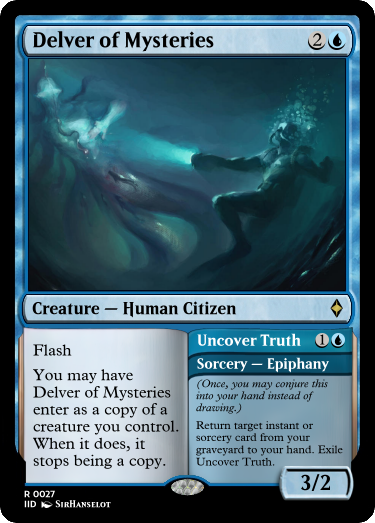 Delver of Mysteries 2
Creature — Human Citizen
Flash
You may have
Delver of Mysteries
enter as a copy of a
creature you control.
When it does, it
stops being a copy.
Uncover Truth 1
Sorcery — Epiphany
(Once, you may conjure this
into your hand instead of
drawing.)
Return target instant or
sorcery card from your
graveyard to your hand. Exile
Uncover Truth.
3/2
R 0027
IID SirHanselot